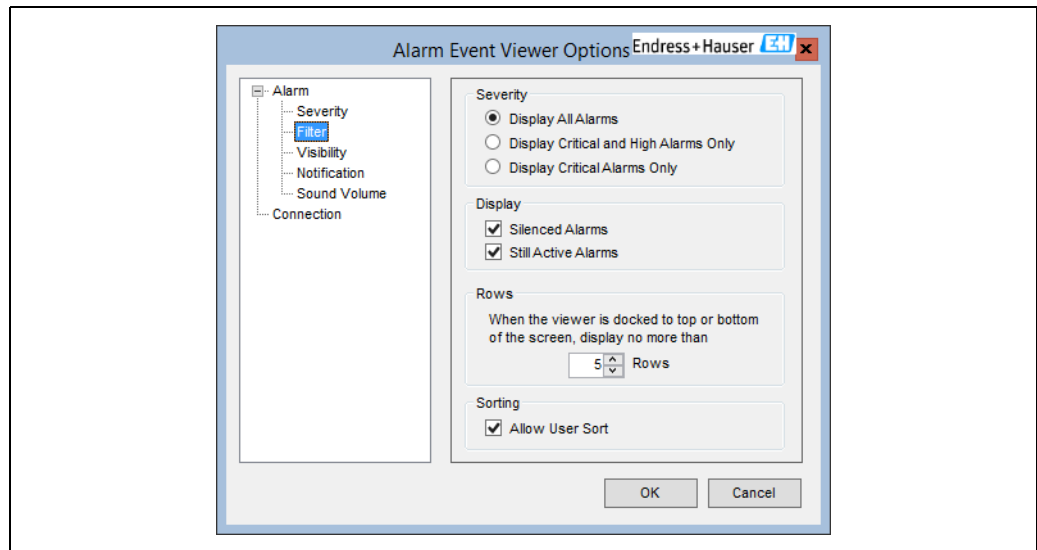 Alarm Event Viewer Options
Endress+Hauser EH
Alarm
Severity
Filter
Visibility
Notification
Sound Volume
Connection
Severity
Display All Alarms
Display Critical and High Alarms Only
Display Critical Alarms Only
Display
Silenced Alarms
Still Active Alarms
Rows
When the viewer is docked to top or bottom
of the screen, display no more than
5 Rows
Sorting
Allow User Sort
OK Cancel